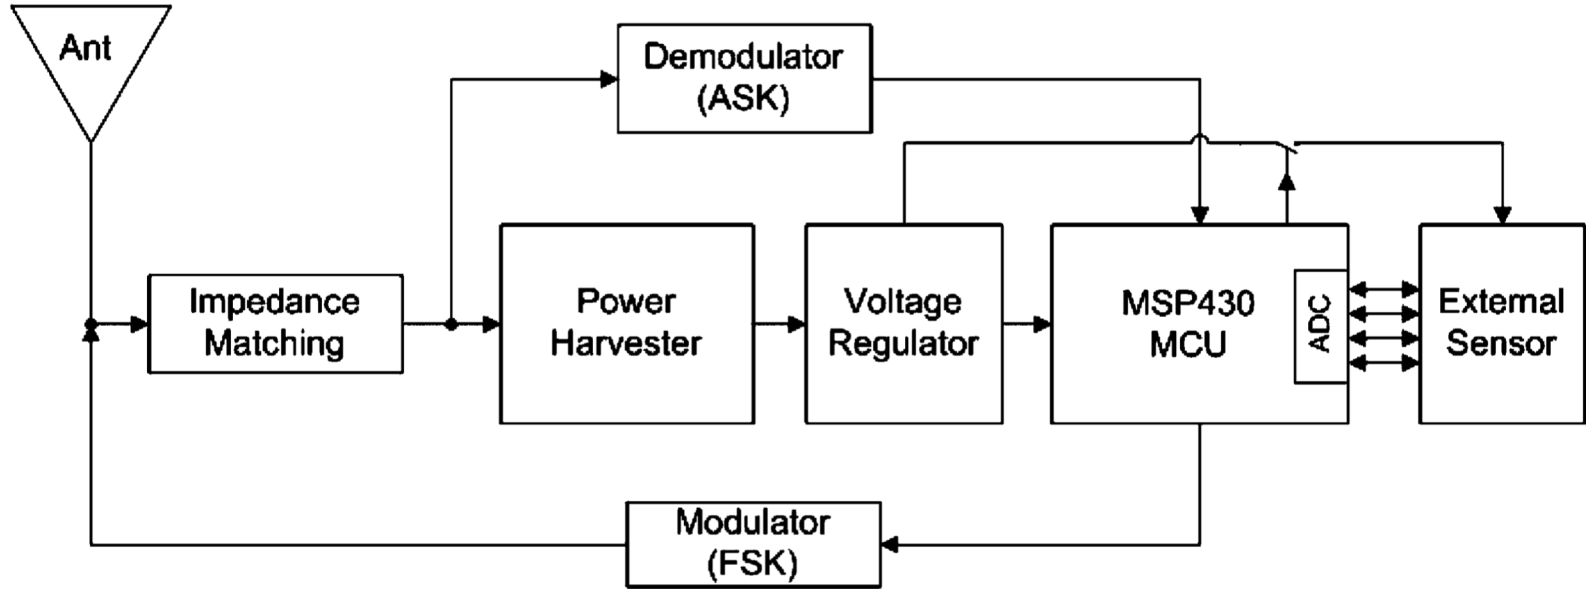 Ant
Demodulator
(ASK)
Impedance
Matching
Power
Harvester
Voltage
Regulator
MSP430
MCU
ADC
External
Sensor
Modulator
(FSK)